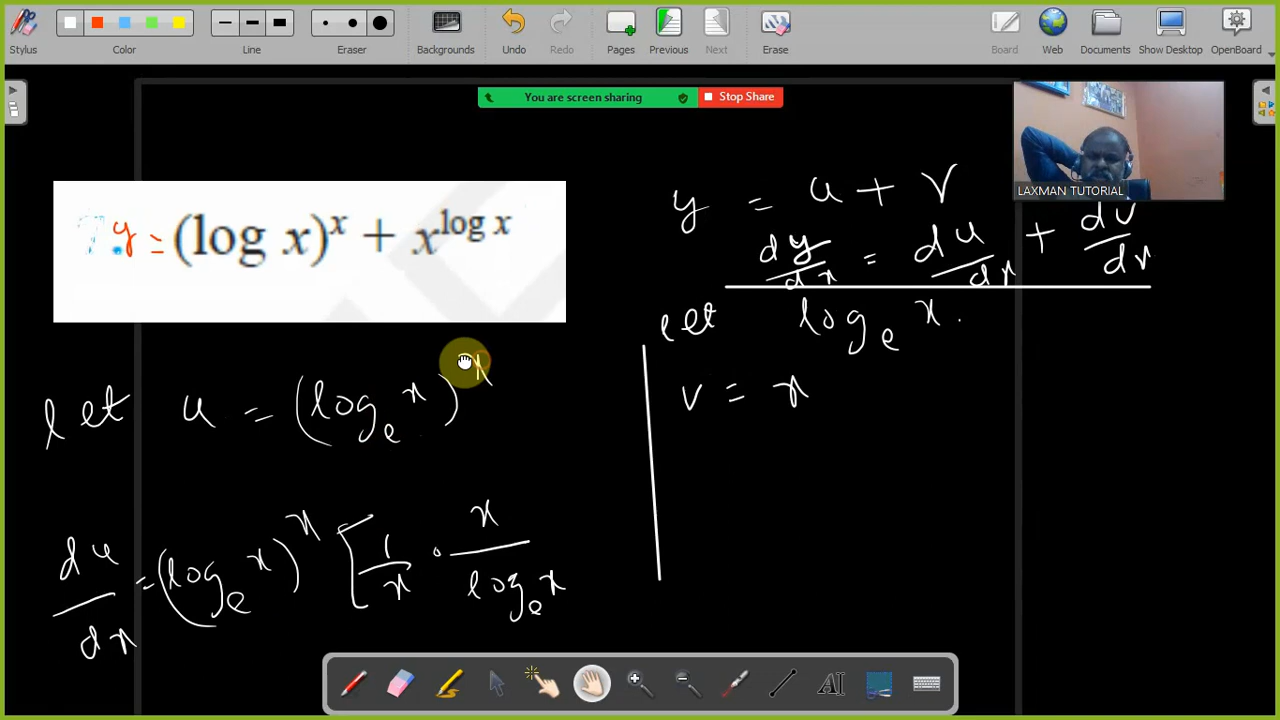 Stylus Color Line Eraser Backgrounds Undo Redo Pages Previous Next Erase Board Web Documents Show Desktop OpenBoard
You are screen sharing Stop Share
LAXMAN TUTORIAL
7. y = (log x)^x + x^log x
y = u + v
dy/dx = du/dx + dv/dx
let log_e x.
let u = (log_e x)^x
v = x
du/dx = (log_e x)^x [1/x · x/log_e x
AI